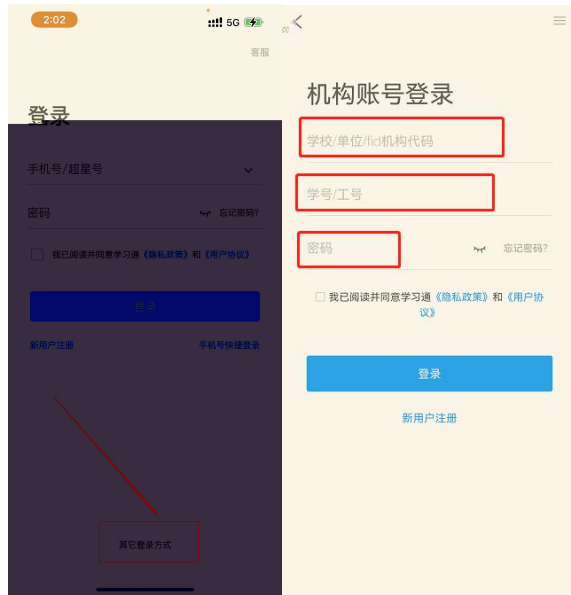 2:02
5G
客服
登录
手机号/超星号
密码
忘记密码?
我已阅读并同意学习通《隐私政策》和《用户协议》
登录
新用户注册
手机号快捷登录
其它登录方式
机构账号登录
学校/单位/fid机构代码
学号/工号
密码
忘记密码?
我已阅读并同意学习通《隐私政策》和《用户协
议》
登录
新用户注册